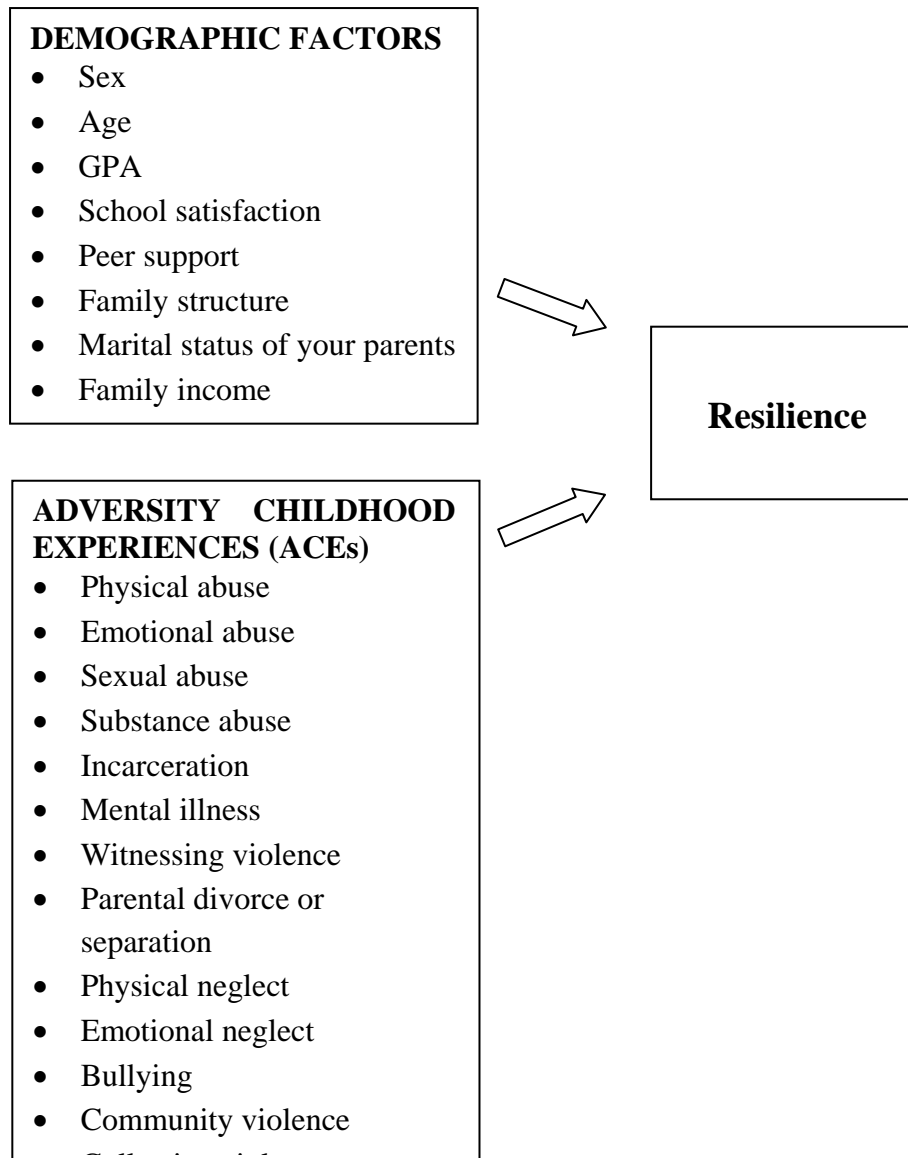 DEMOGRAPHIC FACTORS
• Sex
• Age
• GPA
• School satisfaction
• Peer support
• Family structure
• Marital status of your parents
• Family income
Resilience
ADVERSITY CHILDHOOD
EXPERIENCES (ACEs)
• Physical abuse
• Emotional abuse
• Sexual abuse
• Substance abuse
• Incarceration
• Mental illness
• Witnessing violence
• Parental divorce or
separation
• Physical neglect
• Emotional neglect
• Bullying
• Community violence